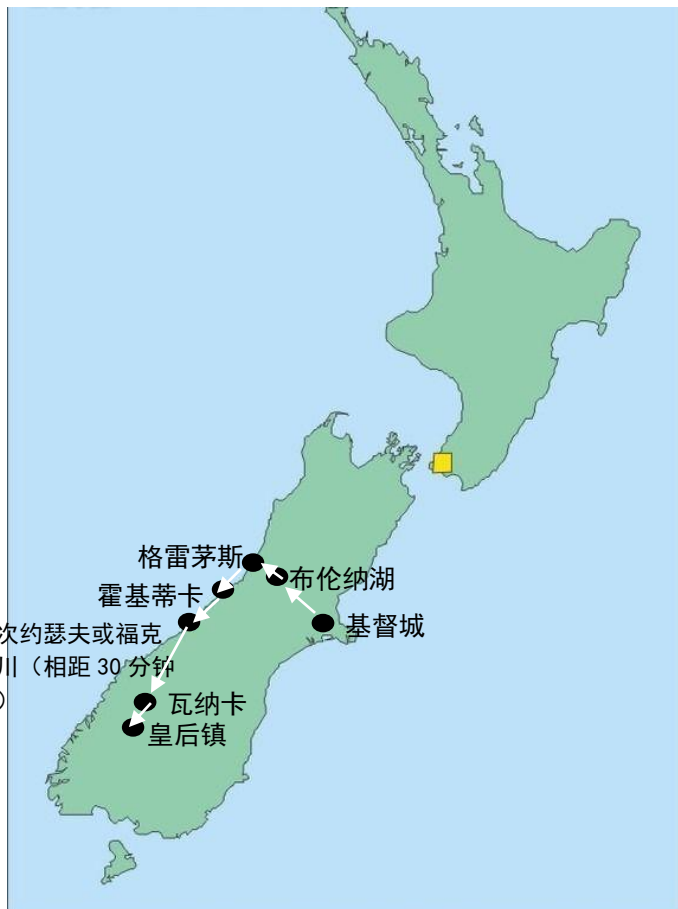 格雷茅斯
布伦纳湖
霍基蒂卡
基督城
次约瑟夫或福克
川（相距 30 分钟
）
瓦纳卡
皇后镇